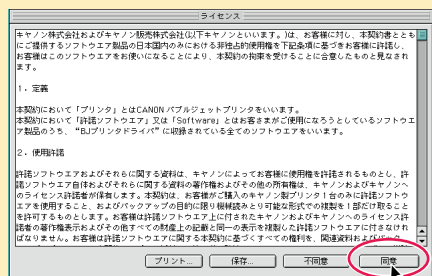 ライセンス
キヤノン株式会社およびキヤノン販売株式会社(以下キヤノンといいます。)は、お客様に対し、本契約書ととも
にご提供するソフトウエア製品の日本国内のみにおける非独占的使用権を下記条項に基づきお客様に許諾し、
お客様はこのソフトウエアをお使いになることにより、本契約の拘束を受けることに合意したものと見なされ
ます。
1．定義
本契約において「プリンタ」とはCANON バブルジェットプリンタをいいます。
本契約において「許諾ソフトウエア」又は「Software」とはお客さまがご使用になろうとしているソフトウエ
ア製品のうち、“BJプリンタドライバ”に収録されている全てのソフトウエアをいいます。
2．使用許諾
許諾ソフトウエアおよびそれらに関する資料は、キヤノンによってお客様に使用権を許諾されるものとし、許
諾ソフトウエア自体およびそれらに関する資料の著作権およびその他の所有権は、キヤノンおよびキヤノンへ
のライセンス許諾者が保有します。本契約は、お客様がご購入のキヤノン製プリンタ1台のみに許諾ソフトウ
エアを使用すること、およびバックアップの目的に限り機械読みとり可能な形式での複製を1部だけ取ること
を許可するものとします。お客様は許諾ソフトウエア上に付されたキヤノンおよびキヤノンへのライセンス許
諾者の著作権表示およびその他すべての財産上の記載と同一の表示を複製した許諾ソフトウエアに付さなけれ
ばなりません。お客様は許諾ソフトウエアに関する本契約に基づくすべての権利を、関連資料および
プリント... 保存... 不同意 同意